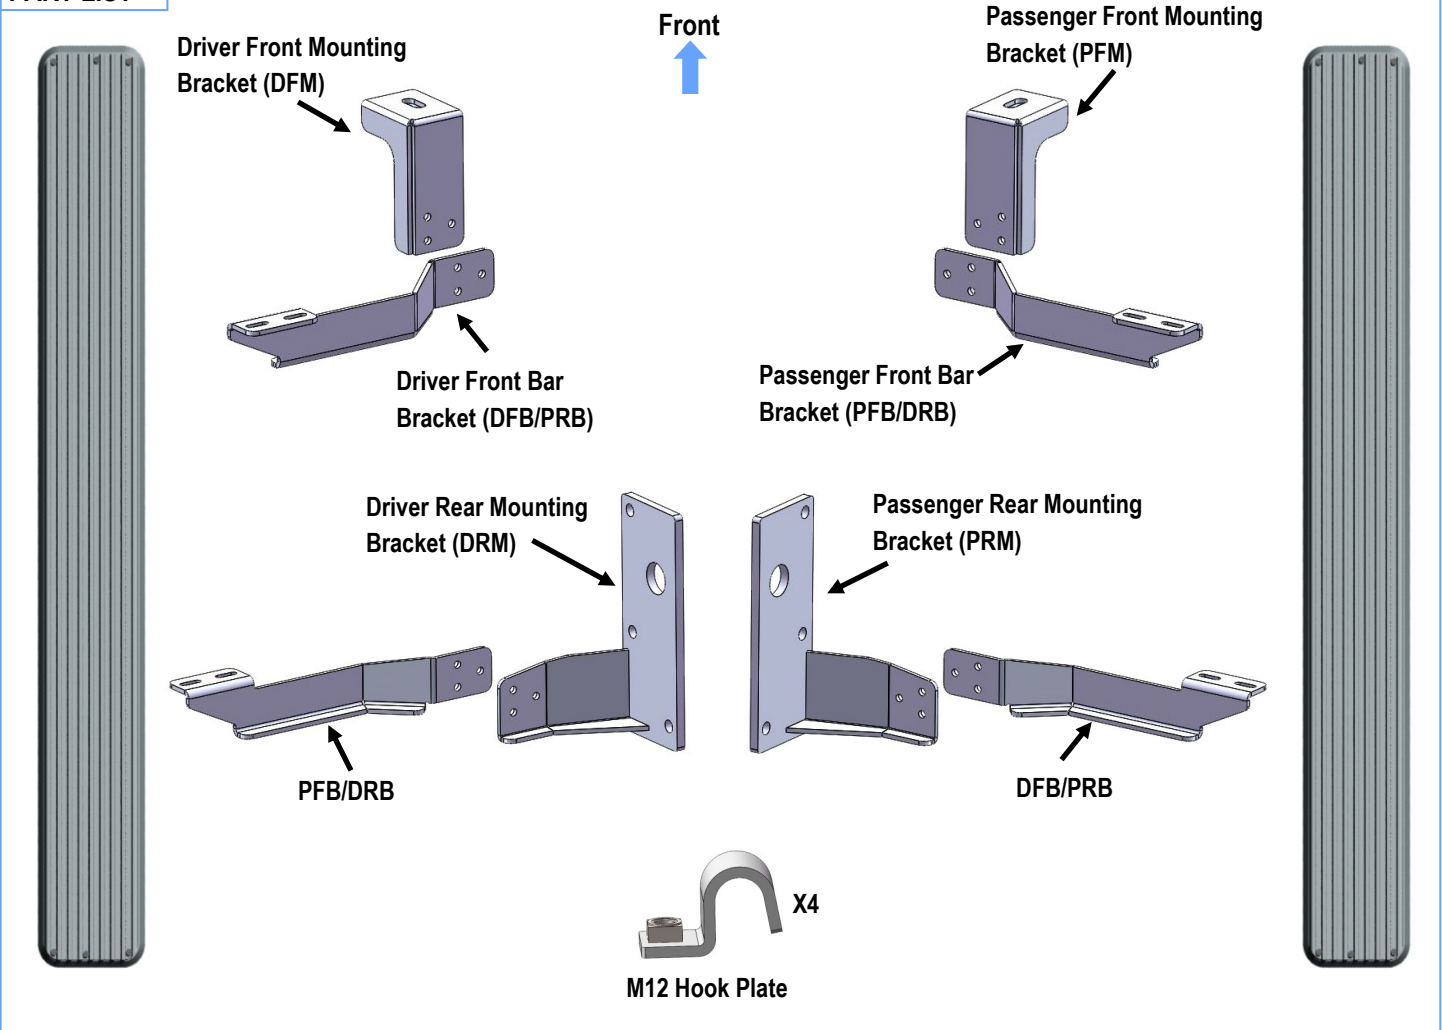 PART LIST
Front
Driver Front Mounting
Bracket (DFM)
Passenger Front Mounting
Bracket (PFM)
Driver Front Bar
Bracket (DFB/PRB)
Passenger Front Bar
Bracket (PFB/DRB)
Driver Rear Mounting
Bracket (DRM)
Passenger Rear Mounting
Bracket (PRM)
PFB/DRB
DFB/PRB
X4
M12 Hook Plate